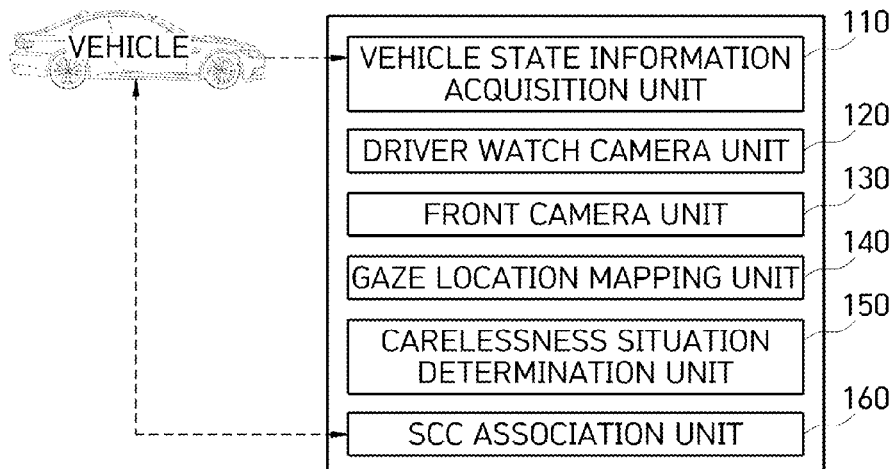 VEHICLE
110
VEHICLE STATE INFORMATION
ACQUISITION UNIT
120
DRIVER WATCH CAMERA UNIT
130
FRONT CAMERA UNIT
140
GAZE LOCATION MAPPING UNIT
150
CARELESSNESS SITUATION
DETERMINATION UNIT
160
SCC ASSOCIATION UNIT